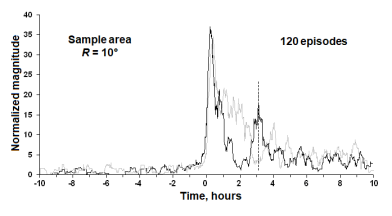 40
35
30
25
20
15
10
5
0
Normalized magnitude
Sample area
R = 10°
120 episodes
-10 -8 -6 -4 -2 0 2 4 6 8 10
Time, hours